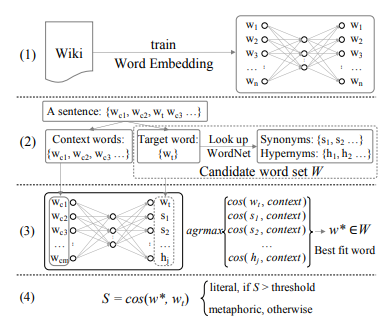 (1)
Wiki
train
Word Embedding
w1 w1
w2 w2
w3 w3
.. : .. :
wn wn
(2)
A sentence: {wc1, wc2, wt wc3 …}
Context words:
{wc1, wc2, wc3 …}
Target word:
{wt}
Look up
WordNet
Synonyms: {s1, s2 …}
Hypernyms: {h1, h2 …}
Candidate word set W
(3)
wc1 wt
wc2 s1
wc3 s2
… …
wcm hj
agrmax
cos( wt, context)
cos( s1, context)
cos( s2, context)
…
cos( hj, context)
w* ∈ W
Best fit word
(4)
S = cos(w*, wt)
literal, if S > threshold
metaphoric, otherwise